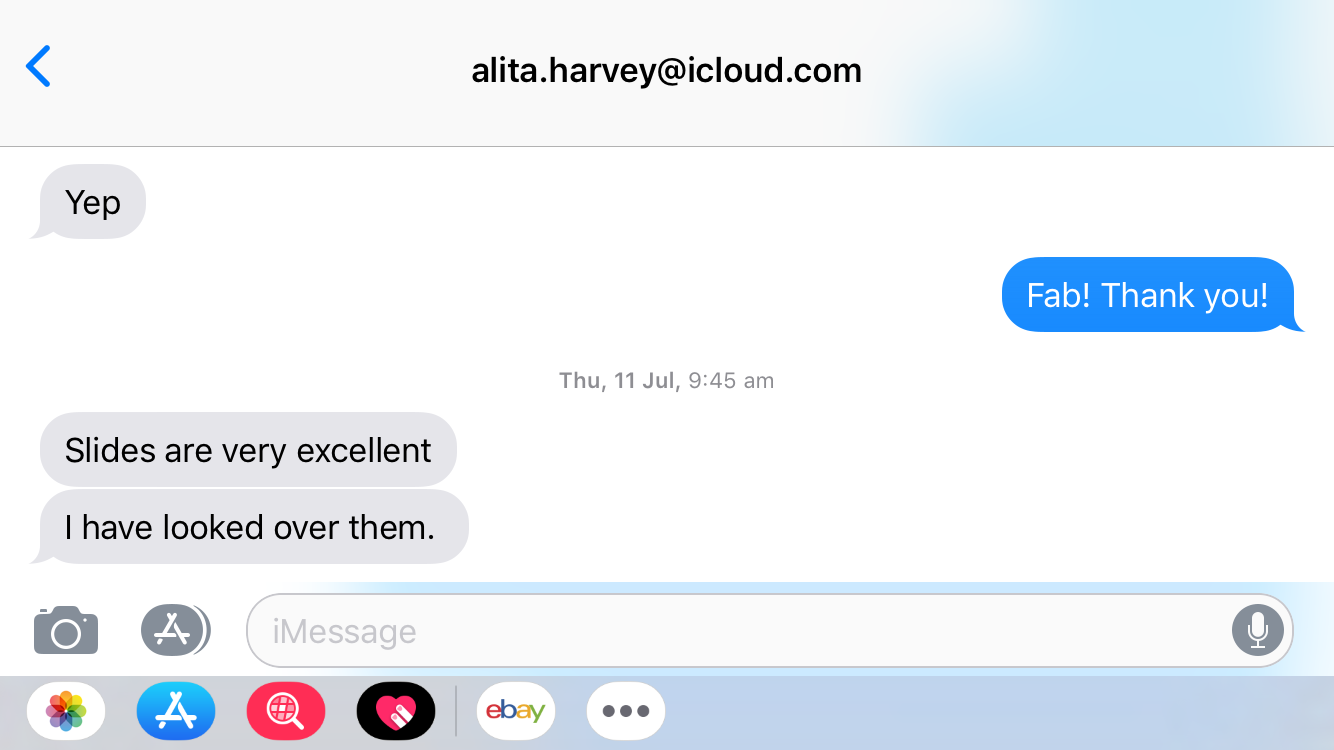 alita.harvey@icloud.com
Yep
Fab! Thank you!
Thu, 11 Jul, 9:45 am
Slides are very excellent
I have looked over them.
iMessage
ebay